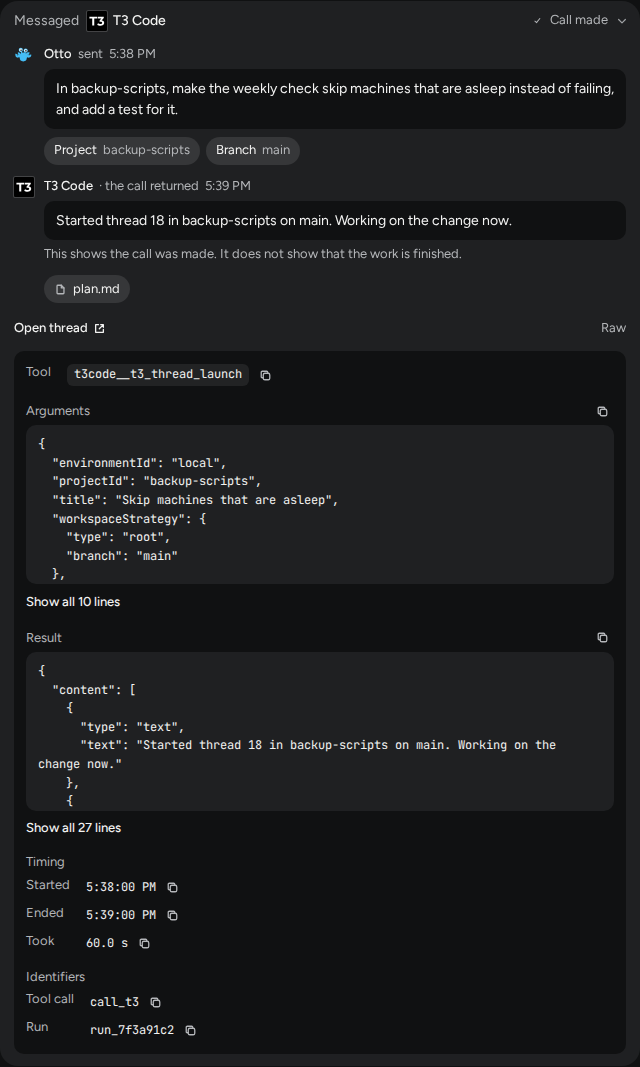 Messaged T3 T3 Code ✓ Call made
Otto sent 5:38 PM
In backup-scripts, make the weekly check skip machines that are asleep instead of failing,
and add a test for it.
Project backup-scripts Branch main
T3 T3 Code · the call returned 5:39 PM
Started thread 18 in backup-scripts on main. Working on the change now.
This shows the call was made. It does not show that the work is finished.
plan.md
Open thread Raw
Tool t3code__t3_thread_launch
Arguments
{
"environmentId": "local",
"projectId": "backup-scripts",
"title": "Skip machines that are asleep",
"workspaceStrategy": {
"type": "root",
"branch": "main"
},
Show all 10 lines
Result
{
"content": [
{
"type": "text",
"text": "Started thread 18 in backup-scripts on main. Working on the
change now."
},
{
Show all 27 lines
Timing
Started 5:38:00 PM
Ended 5:39:00 PM
Took 60.0 s
Identifiers
Tool call call_t3
Run run_7f3a91c2